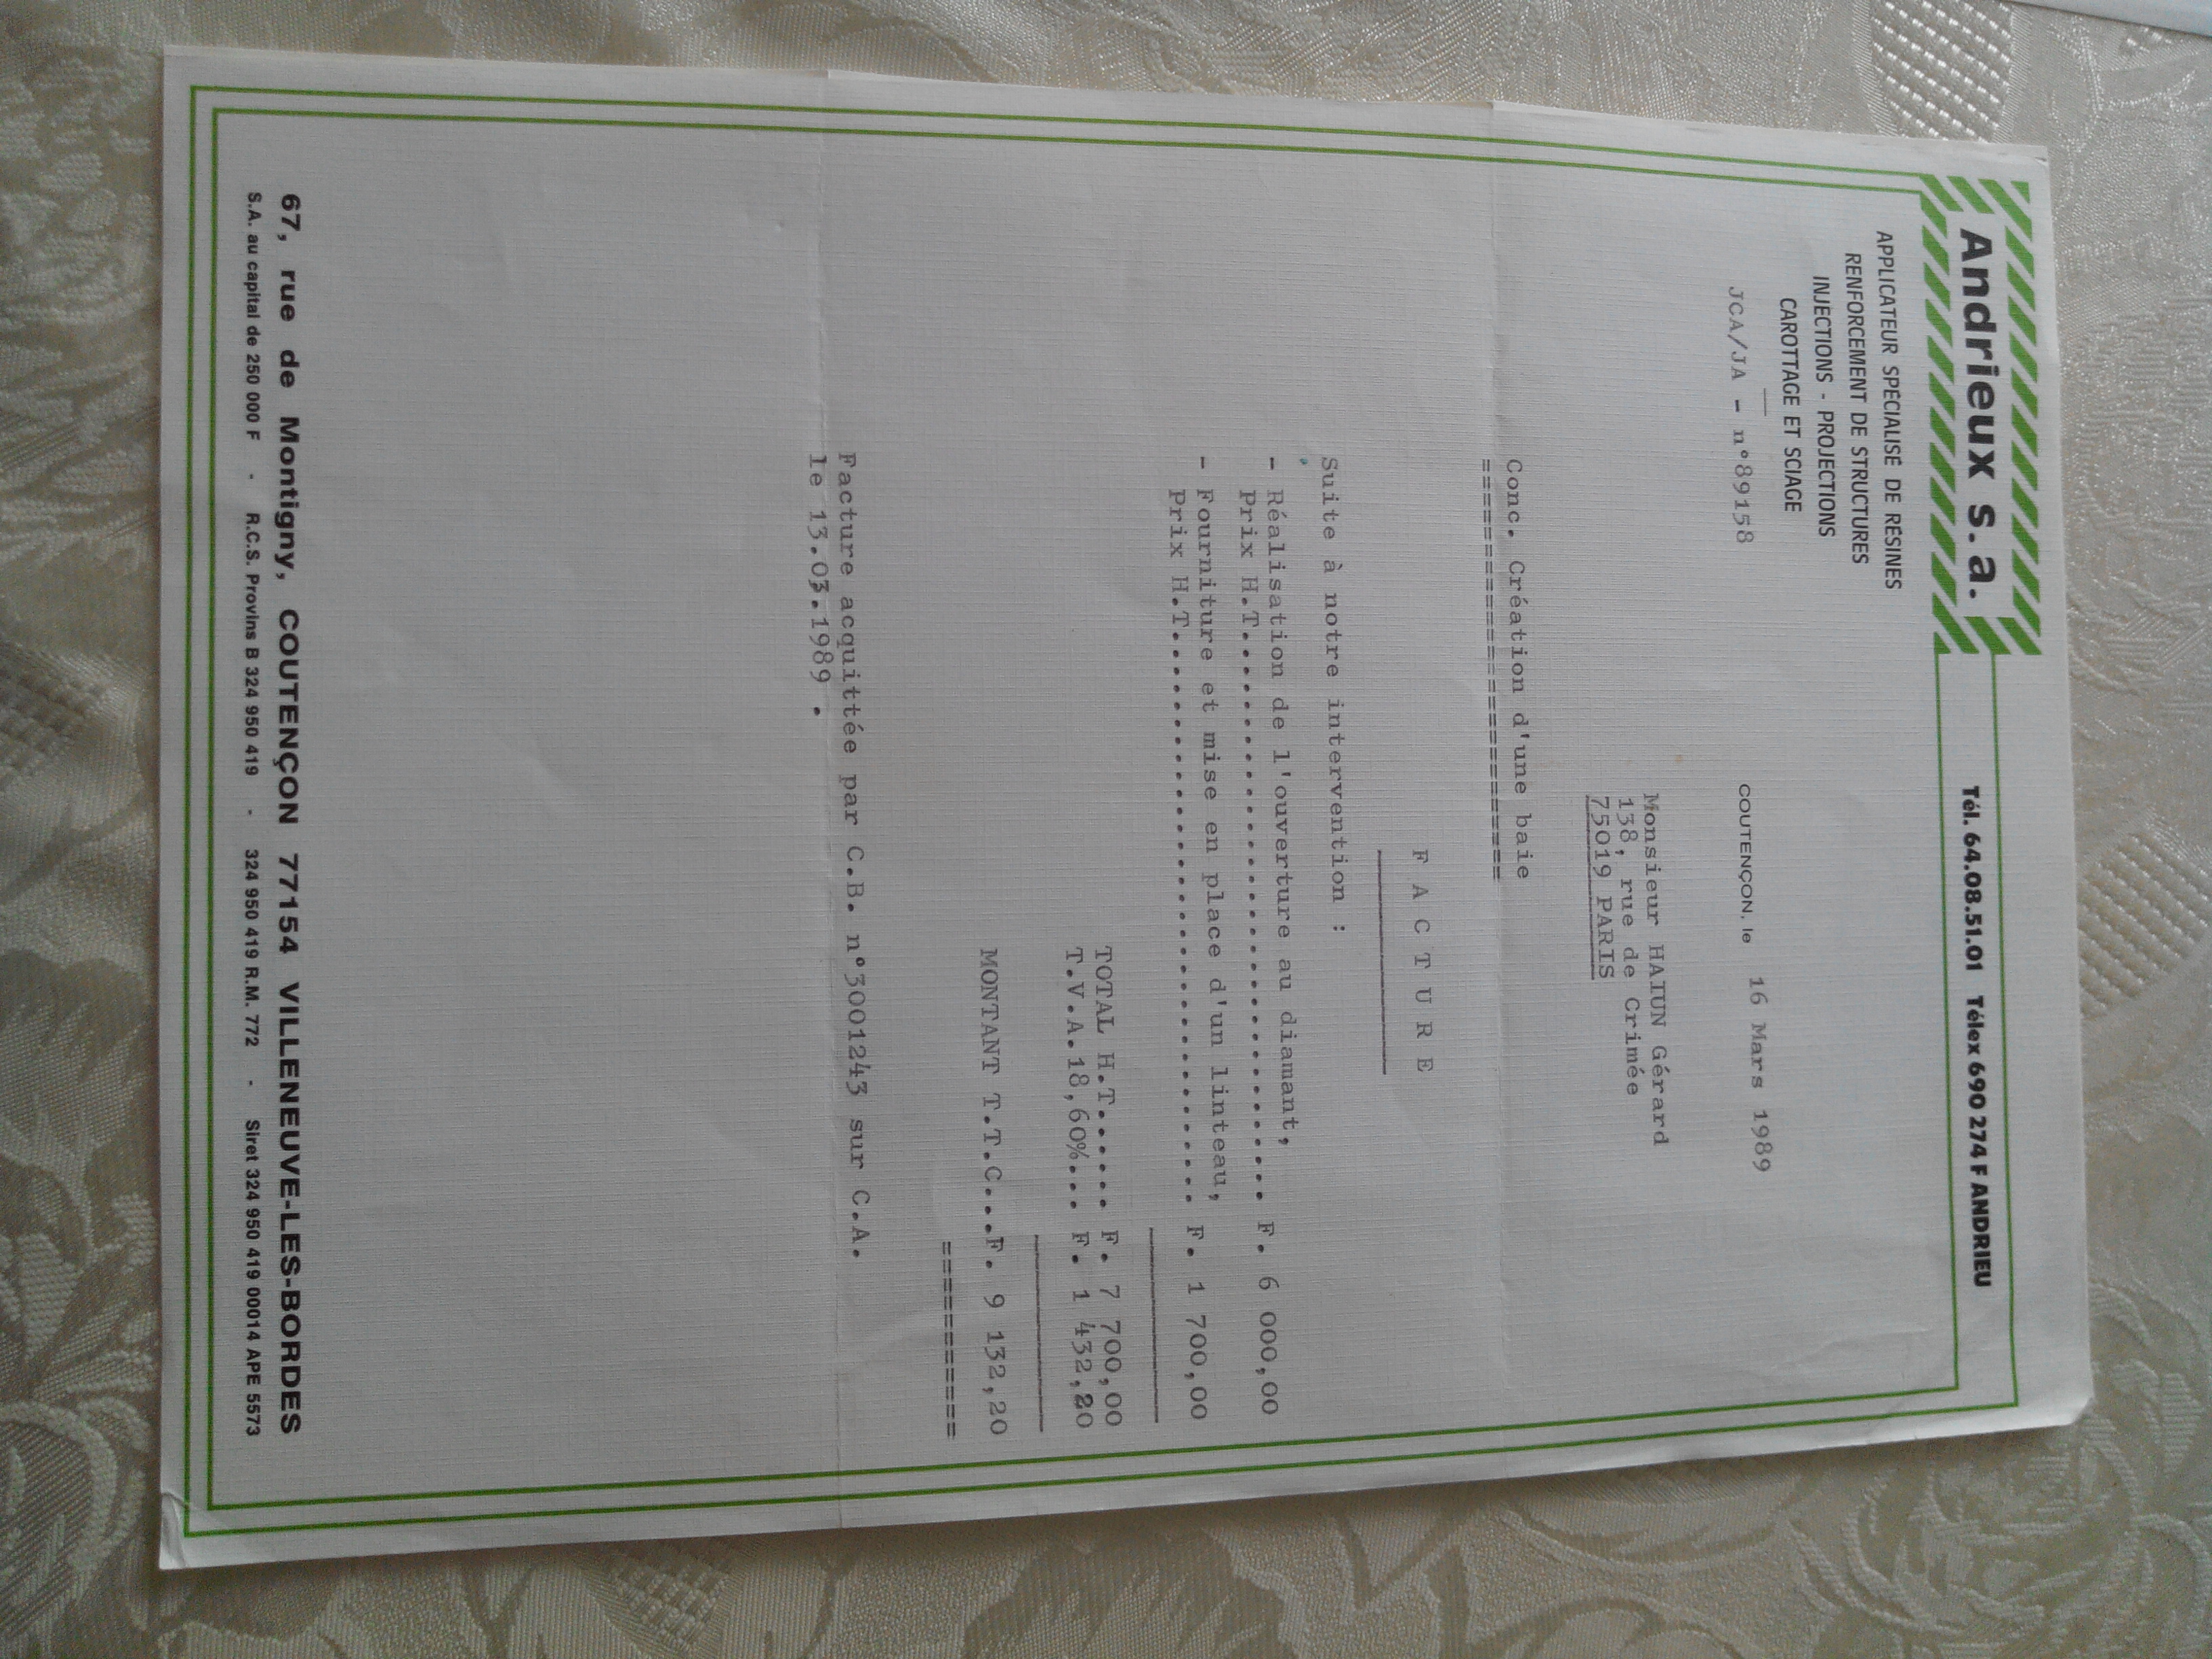 Andrieux s.a.
Tél. 64.08.51.01 Télex 690 274 F ANDRIEU
APPLICATEUR SPÉCIALISÉ DE RÉSINES
RENFORCEMENT DE STRUCTURES
INJECTIONS - PROJECTIONS
CAROTTAGE ET SCIAGE
JCA/JA - n°89158
COUTENÇON, le 16 Mars 1989
Monsieur HAIUN Gérard
138, rue de Crimée
75019 PARIS
Conc. Création d'une baie
==========================
F A C T U R E
Suite à notre intervention :
- Réalisation de l'ouverture au diamant,
Prix H.T................................... F. 6 000,00
- Fourniture et mise en place d'un linteau,
Prix H.T................................... F. 1 700,00
TOTAL H.T...... F. 7 700,00
T.V.A.18,60%... F. 1 432,20
MONTANT T.T.C...F. 9 132,20
============
Facture acquittée par C.B. n°3001243 sur C.A.
le 13.03.1989 .
67, rue de Montigny, COUTENÇON 77154 VILLENEUVE-LES-BORDES
S.A. au capital de 250 000 F - R.C.S. Provins B 324 950 419 - 324 950 419 R.M. 772 - Siret 324 950 419 00014 APE 5573